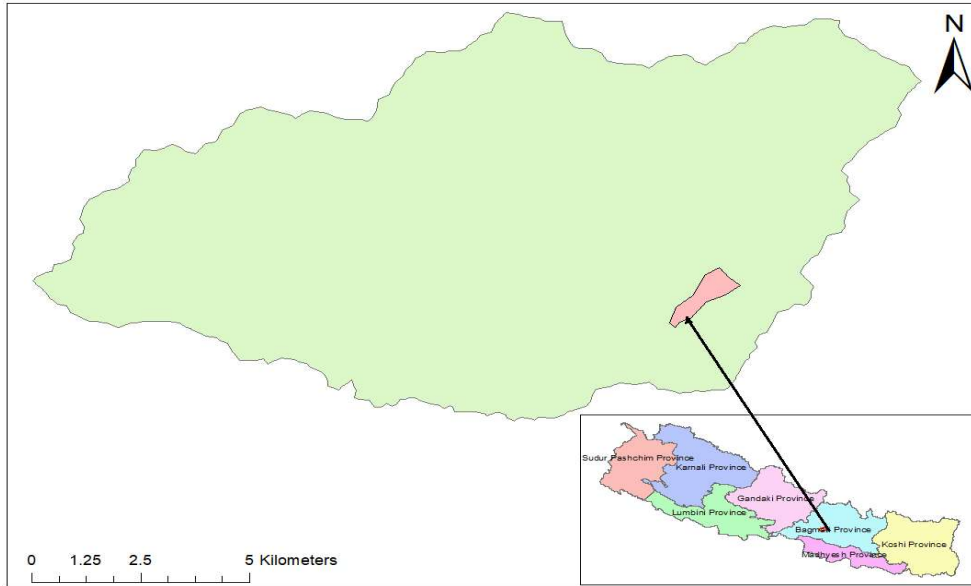 N
Sudur Pashchim Province
Karnali Province
Gandaki Province
Lumbini Province
Bagmati Province
Koshi Province
Madhyesh Province
0 1.25 2.5 5 Kilometers